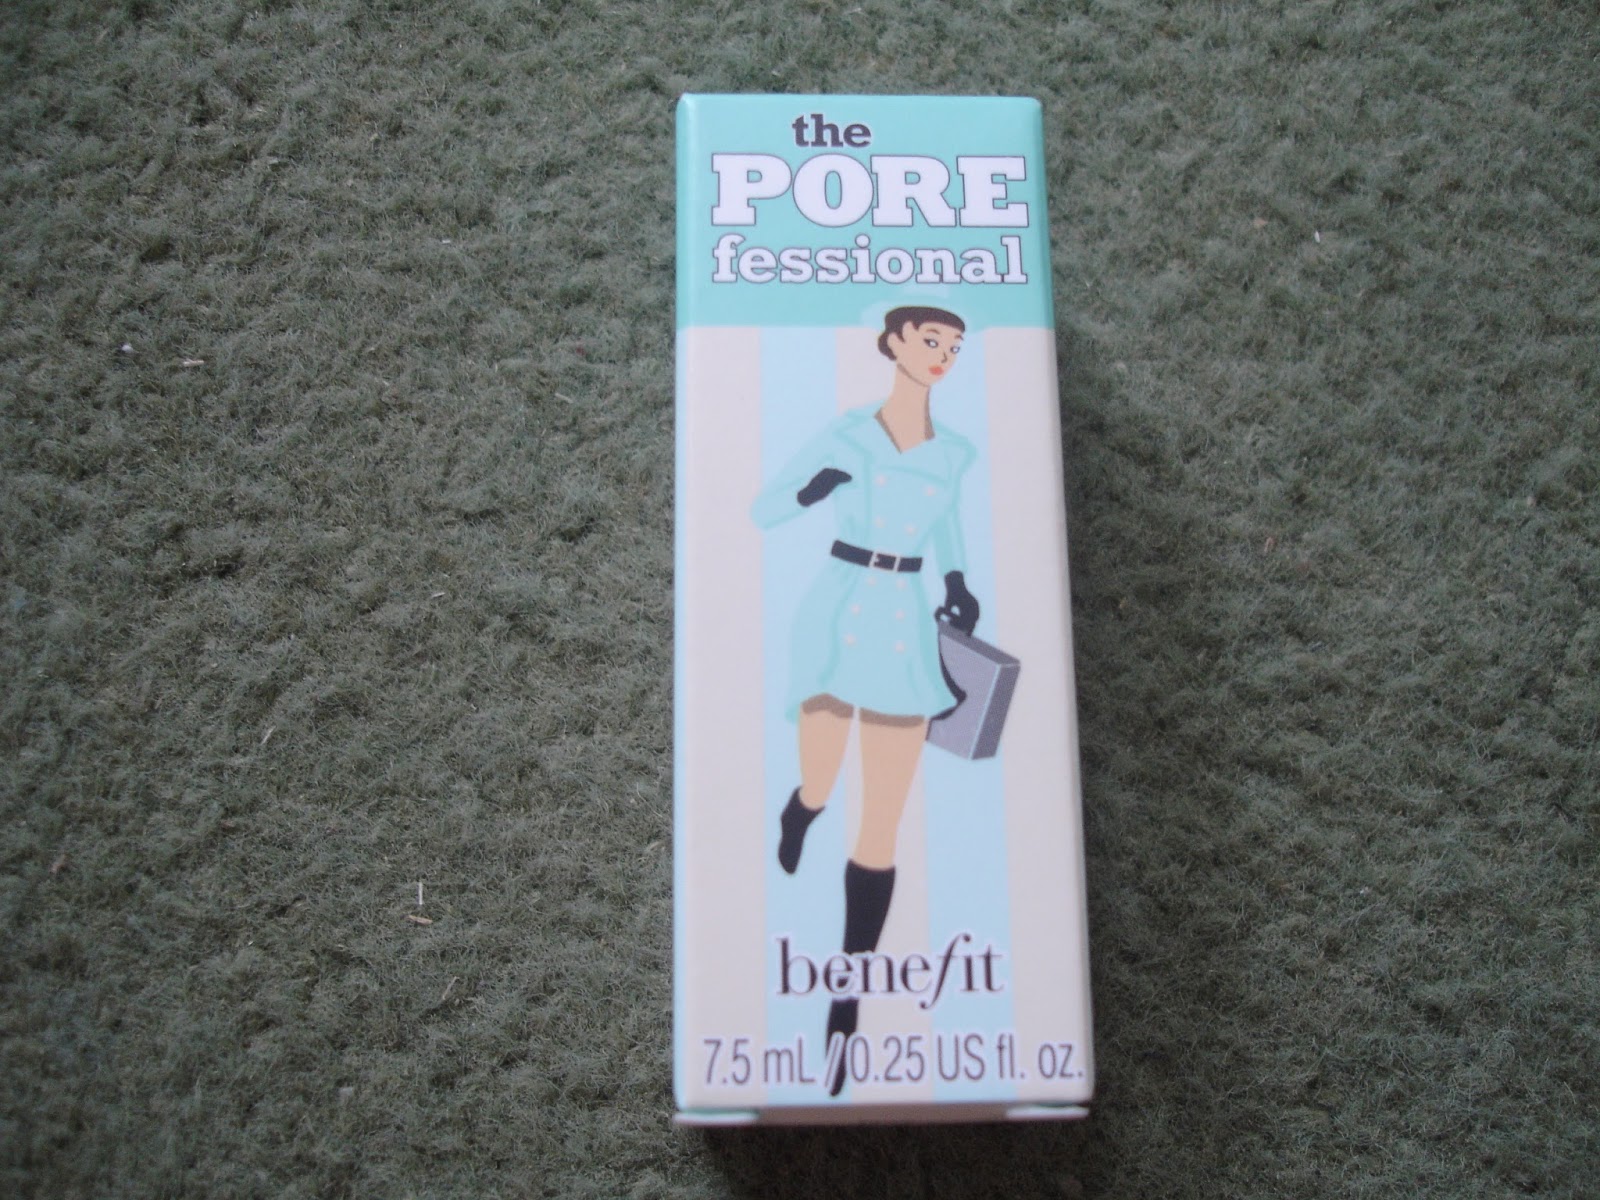 the
PORE
fessional
benefit
7.5 mL / 0.25 US fl. oz.